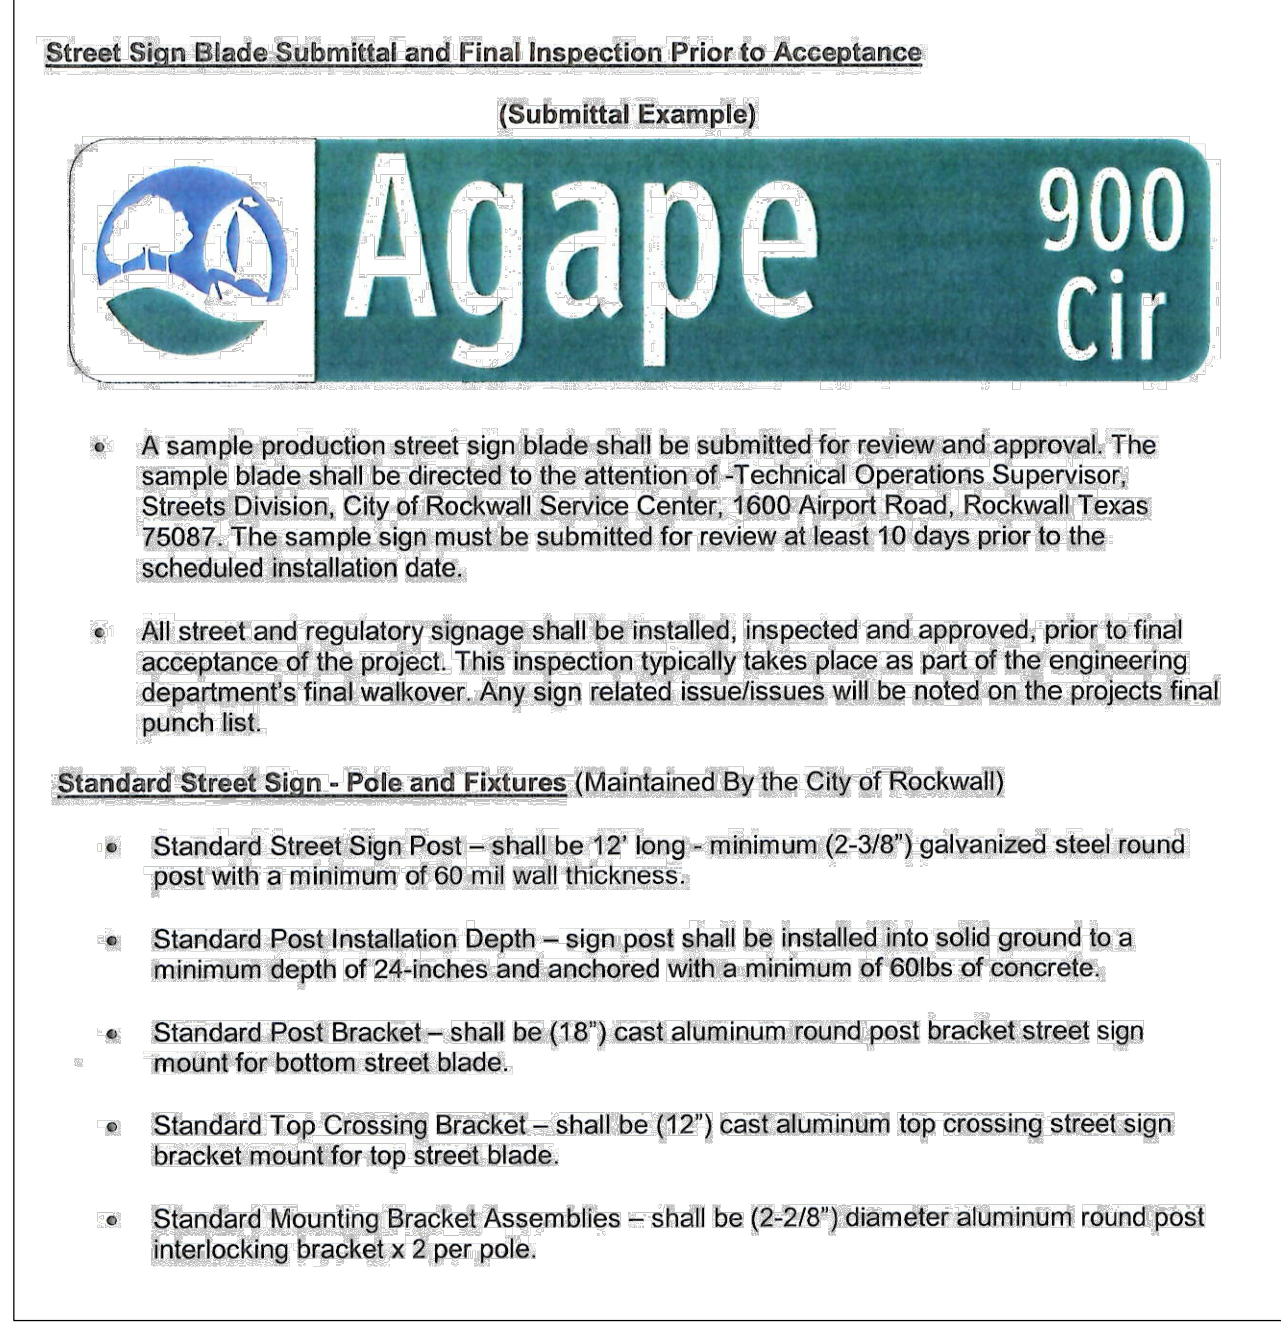 Street Sign Blade Submittal and Final Inspection Prior to Acceptance
(Submittal Example)
Agape
900
Cir
• A sample production street sign blade shall be submitted for review and approval. The
sample blade shall be directed to the attention of -Technical Operations Supervisor,
Streets Division, City of Rockwall Service Center, 1600 Airport Road, Rockwall Texas
75087. The sample sign must be submitted for review at least 10 days prior to the
scheduled installation date.
• All street and regulatory signage shall be installed, inspected and approved, prior to final
acceptance of the project. This inspection typically takes place as part of the engineering
department's final walkover. Any sign related issue/issues will be noted on the projects final
punch list.
Standard Street Sign - Pole and Fixtures (Maintained By the City of Rockwall)
• Standard Street Sign Post – shall be 12' long - minimum (2-3/8") galvanized steel round
post with a minimum of 60 mil wall thickness.
• Standard Post Installation Depth – sign post shall be installed into solid ground to a
minimum depth of 24-inches and anchored with a minimum of 60lbs of concrete.
• Standard Post Bracket – shall be (18") cast aluminum round post bracket street sign
mount for bottom street blade.
• Standard Top Crossing Bracket – shall be (12") cast aluminum top crossing street sign
bracket mount for top street blade.
• Standard Mounting Bracket Assemblies – shall be (2-2/8") diameter aluminum round post
interlocking bracket x 2 per pole.